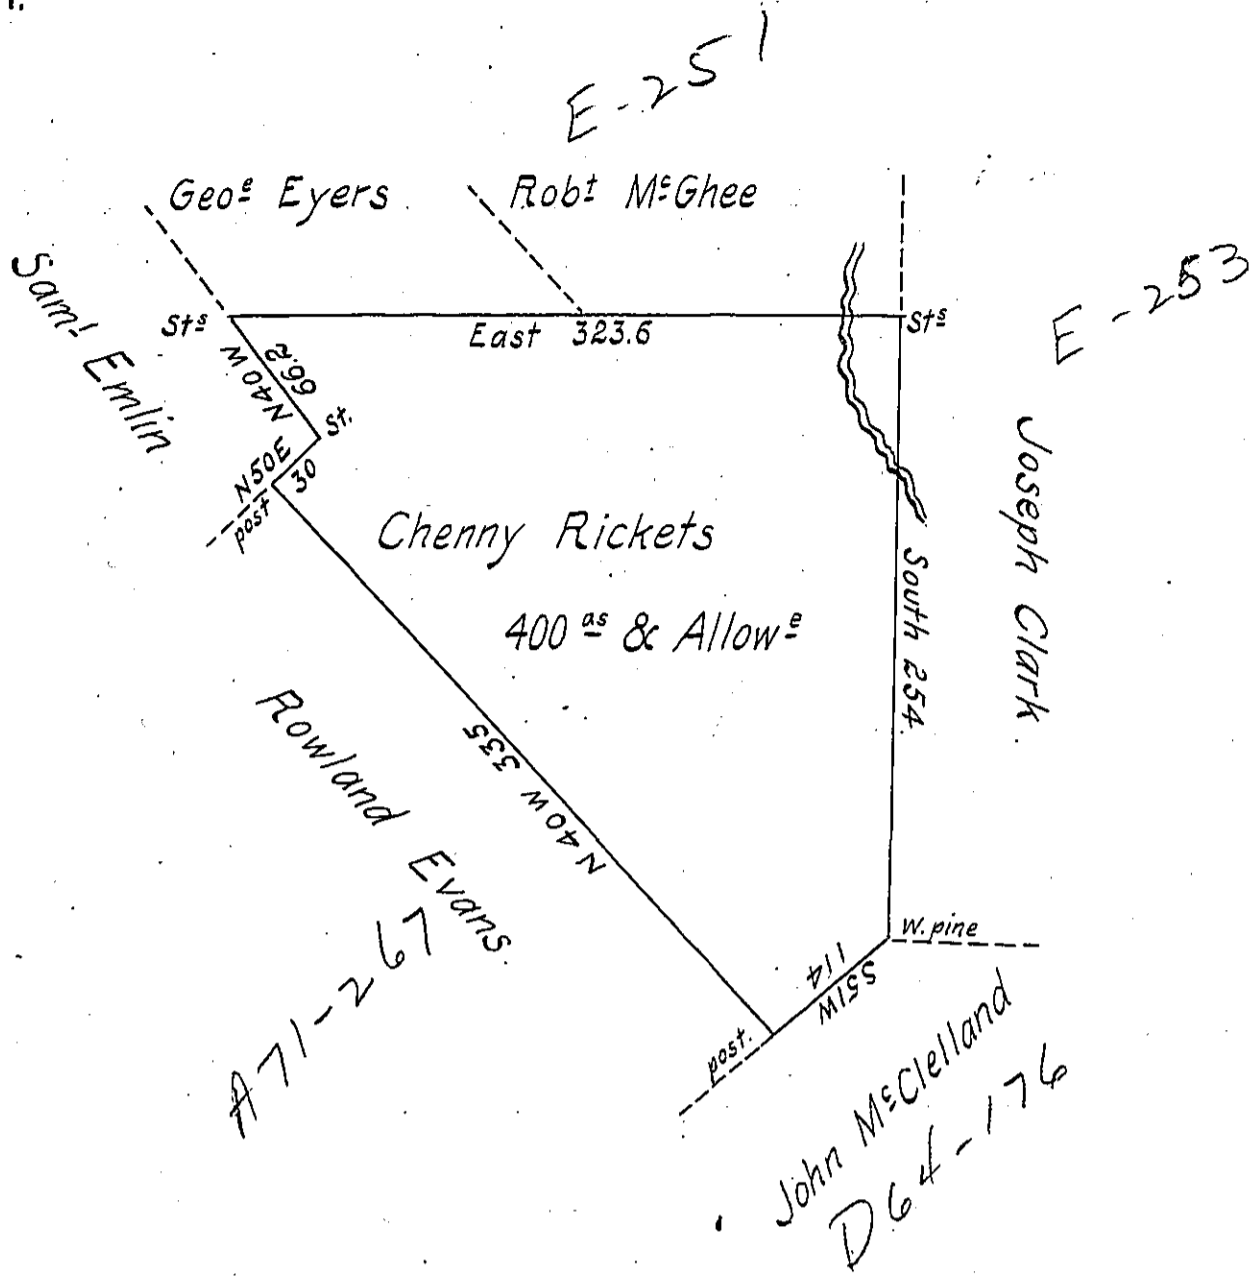 E-251
Geoᵉ Eyers
Robᵗ MᶜGhee
E-253
Samˡ Emlin
Stˢ
East 323.6
Stˢ
66.2
N40W
St.
N50E
30
post
Joseph Clark
Chenny Rickets
400 ᵃˢ & Allowᵉ
South 254
Rowland Evans
N40W 335
A71-267
W. pine
114
S51W
post.
John MᶜClelland
D64-176